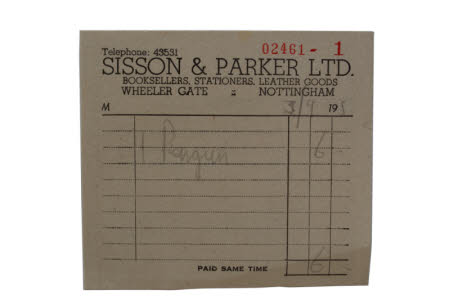 Telephone: 43531 02461 - 1
SISSON & PARKER LTD.
BOOKSELLERS, STATIONERS, LEATHER GOODS
WHEELER GATE :: NOTTINGHAM
M 3/9 19
1 Penguin 6
6
PAID SAME TIME